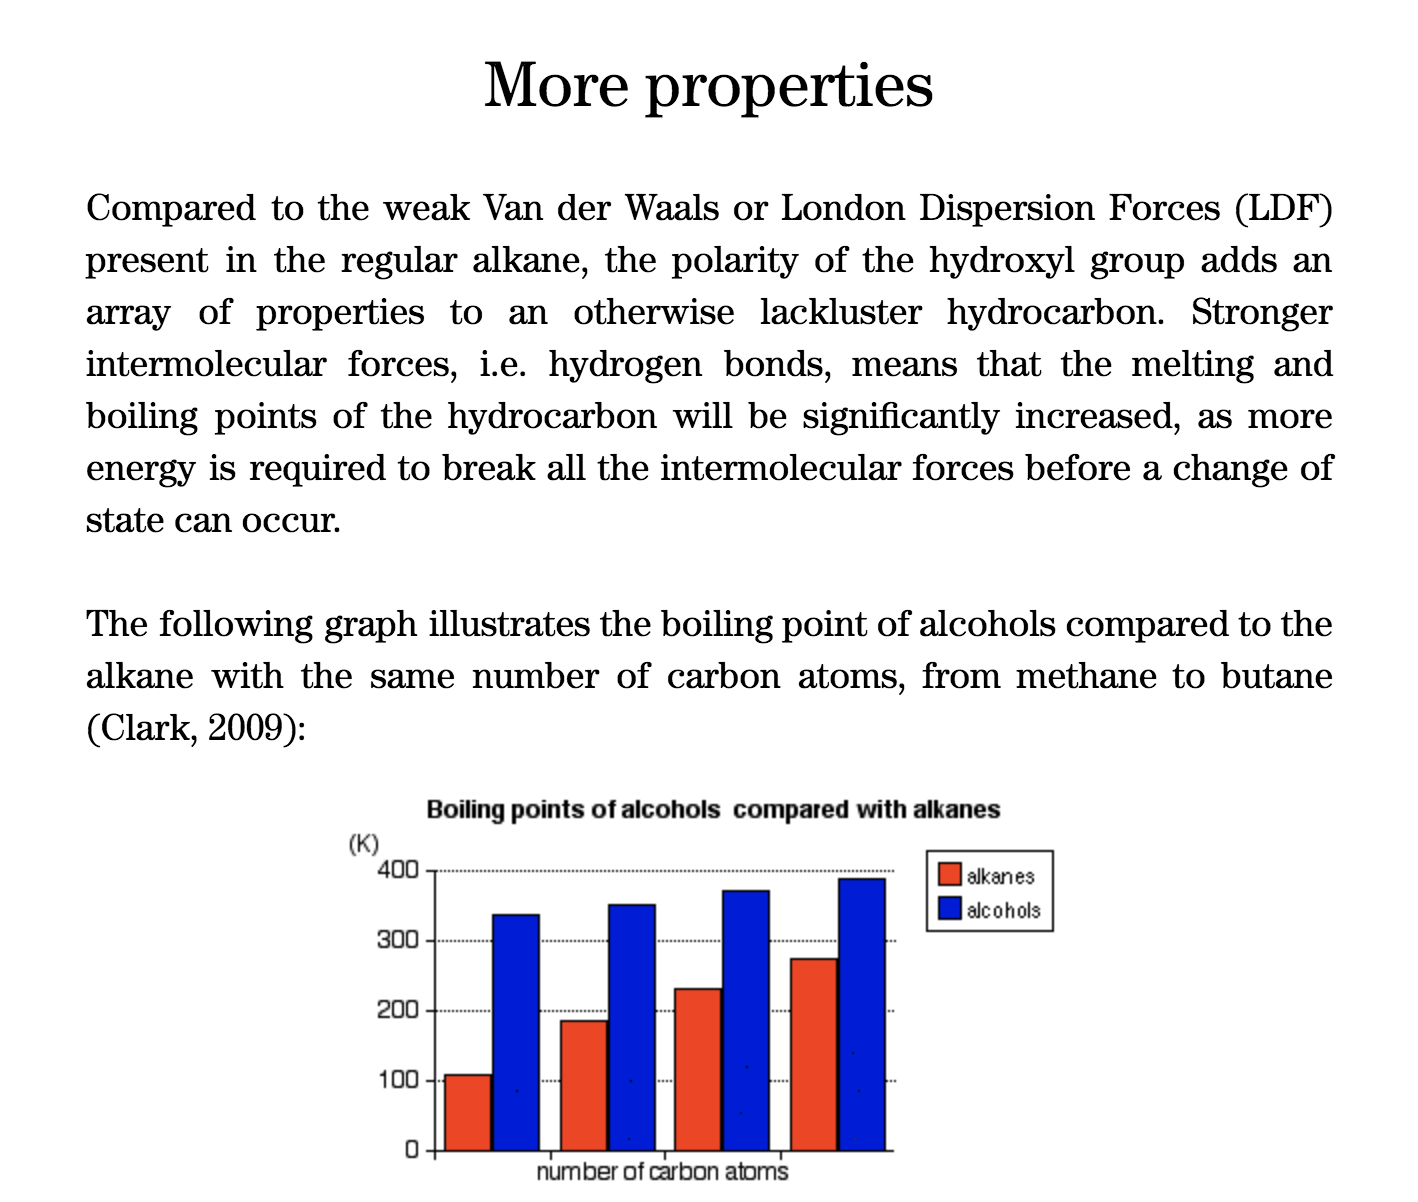 More properties
Compared to the weak Van der Waals or London Dispersion Forces (LDF)
present in the regular alkane, the polarity of the hydroxyl group adds an
array of properties to an otherwise lackluster hydrocarbon. Stronger
intermolecular forces, i.e. hydrogen bonds, means that the melting and
boiling points of the hydrocarbon will be significantly increased, as more
energy is required to break all the intermolecular forces before a change of
state can occur.
The following graph illustrates the boiling point of alcohols compared to the
alkane with the same number of carbon atoms, from methane to butane
(Clark, 2009):
Boiling points of alcohols compared with alkanes
(K)
400
300
200
100
0
number of carbon atoms
alkanes
alcohols